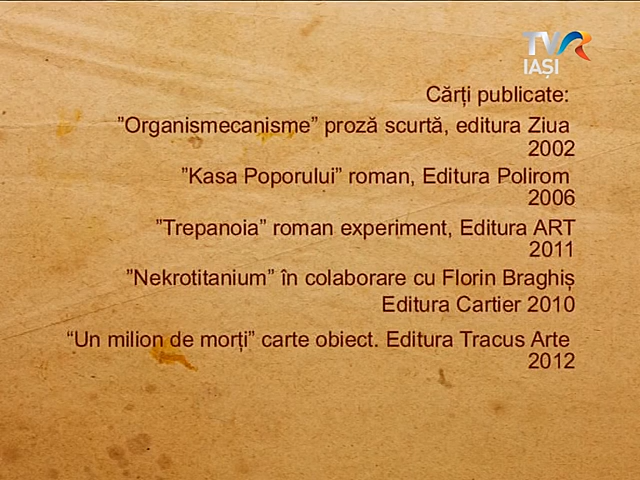 TVR
IAȘI
Cărți publicate:
”Organismecanisme” proză scurtă, editura Ziua
2002
”Kasa Poporului” roman, Editura Polirom
2006
”Trepanoia” roman experiment, Editura ART
2011
”Nekrotitanium” în colaborare cu Florin Braghiș
Editura Cartier 2010
“Un milion de morți” carte obiect. Editura Tracus Arte
2012